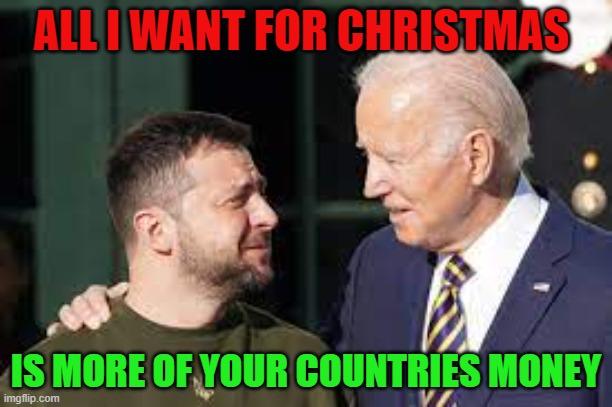 ALL I WANT FOR CHRISTMAS
IS MORE OF YOUR COUNTRIES MONEY
imgflip.com